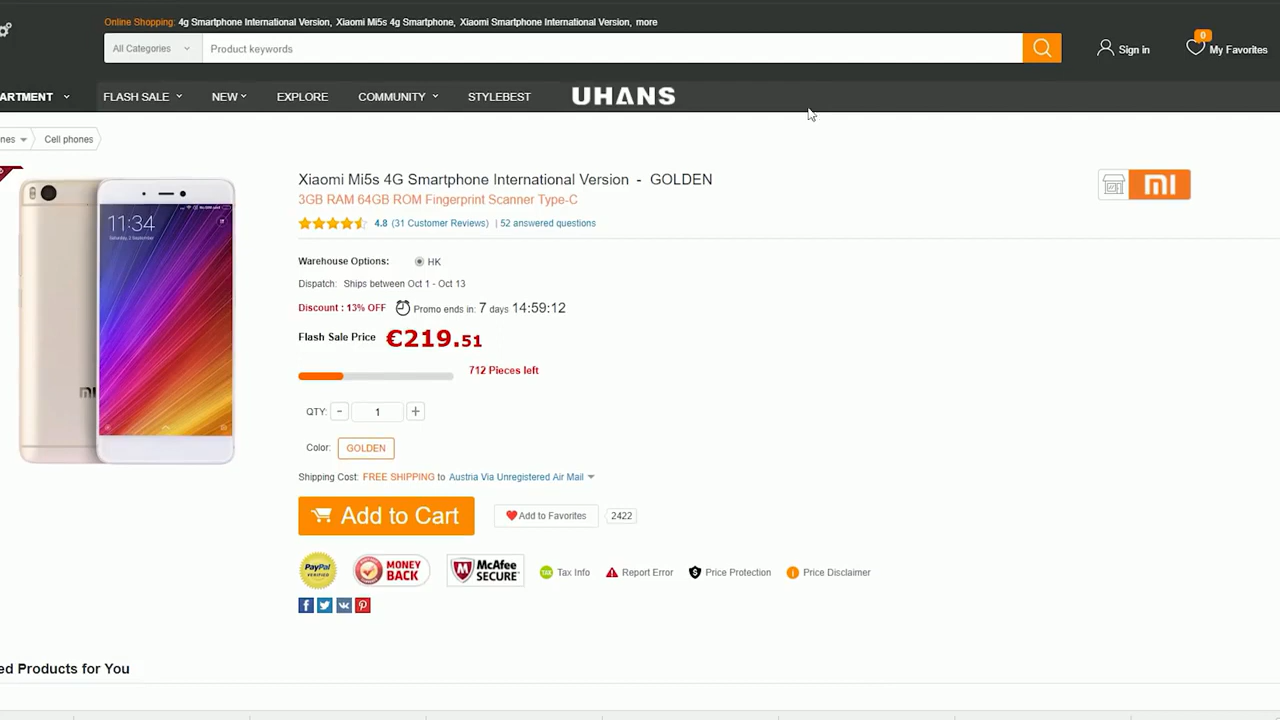 Online Shopping: 4g Smartphone International Version, Xiaomi Mi5s 4g Smartphone, Xiaomi Smartphone International Version, more
All Categories Product keywords
Sign in 0 My Favorites
ARTMENT FLASH SALE NEW EXPLORE COMMUNITY STYLEBEST UHANS
nes Cell phones
Xiaomi Mi5s 4G Smartphone International Version - GOLDEN
3GB RAM 64GB ROM Fingerprint Scanner Type-C
4.8 (31 Customer Reviews) | 52 answered questions
MI
11:34
Warehouse Options: HK
Dispatch: Ships between Oct 1 - Oct 13
Discount : 13% OFF Promo ends in: 7 days 14:59:12
Flash Sale Price €219.51
712 Pieces left
QTY: - 1 +
Color: GOLDEN
Shipping Cost: FREE SHIPPING to Austria Via Unregistered Air Mail
Add to Cart Add to Favorites 2422
PayPal VERIFIED MONEY BACK McAfee SECURE TAX Tax Info Report Error Price Protection Price Disclaimer
ed Products for You